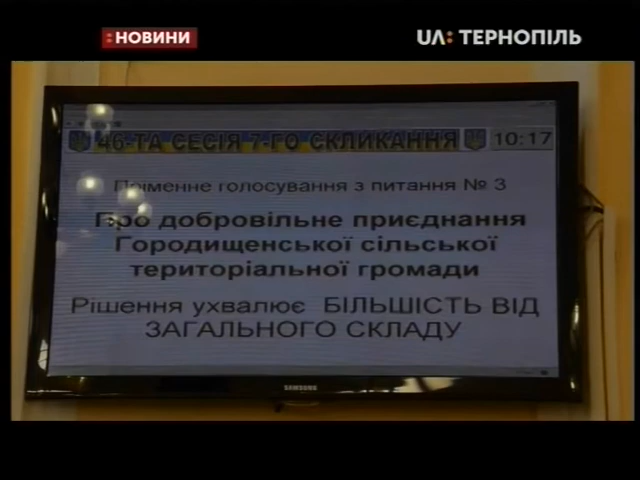 :НОВИНИ
UA: ТЕРНОПІЛЬ
46-ТА СЕСІЯ 7-ГО СКЛИКАННЯ 10:17
Поіменне голосування з питання № 3
Про добровільне приєднання
Городищенської сільської
територіальної громади
Рішення ухвалює БІЛЬШІСТЬ ВІД
ЗАГАЛЬНОГО СКЛАДУ
SAMSUNG